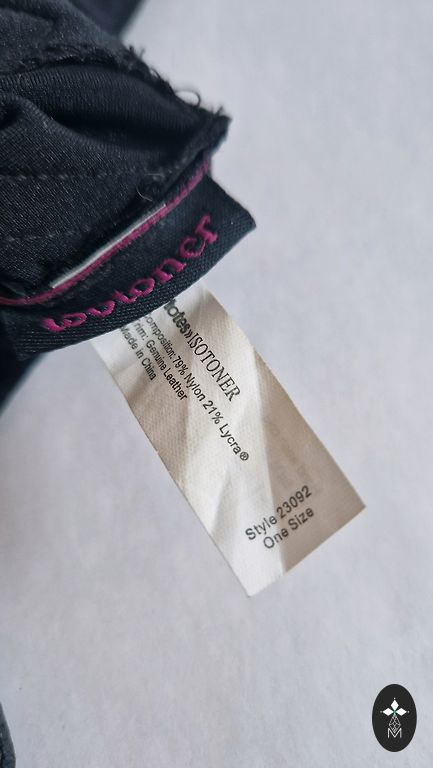 Isotoner
totes»ISOTONER
Composition: 79% Nylon 21% Lycra®
Trim: Genuine Leather
Made in China
Style 23092
One Size
M